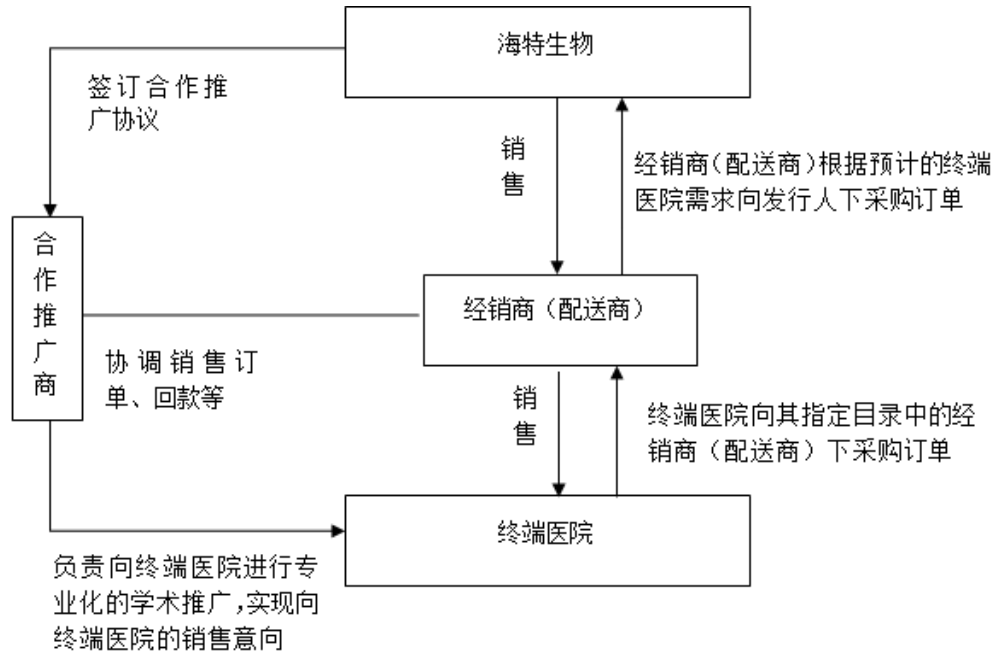 海特生物
签订合作推
广协议
销
售
经销商(配送商)根据预计的终端
医院需求向发行人下采购订单
合
作
推
广
商
经销商（配送商）
协调销售订
单、回款等
销
售
终端医院向其指定目录中的经
销商（配送商）下采购订单
终端医院
负责向终端医院进行专
业化的学术推广,实现向
终端医院的销售意向